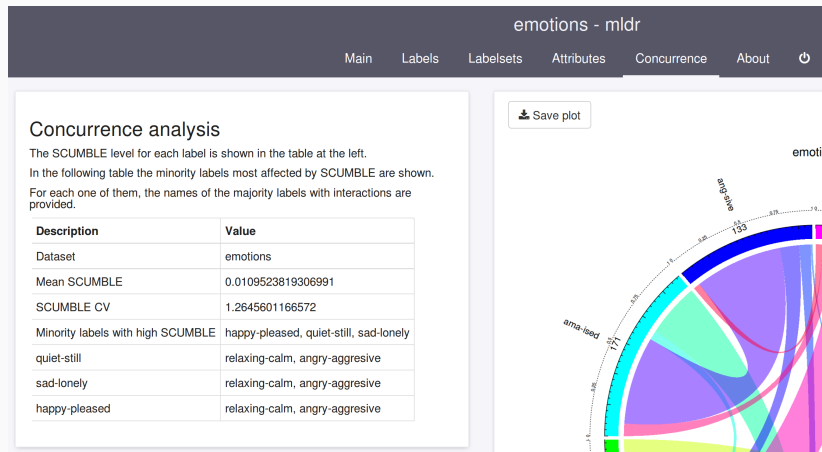 emotions - mldr
Main Labels Labelsets Attributes Concurrence About
Concurrence analysis
The SCUMBLE level for each label is shown in the table at the left.
In the following table the minority labels most affected by SCUMBLE are shown.
For each one of them, the names of the majority labels with interactions are
provided.
Description Value
Dataset emotions
Mean SCUMBLE 0.0109523819306991
SCUMBLE CV 1.2645601166572
Minority labels with high SCUMBLE happy-pleased, quiet-still, sad-lonely
quiet-still relaxing-calm, angry-aggresive
sad-lonely relaxing-calm, angry-aggresive
happy-pleased relaxing-calm, angry-aggresive
Save plot
emoti
ang-sive
133
ama-ised
171